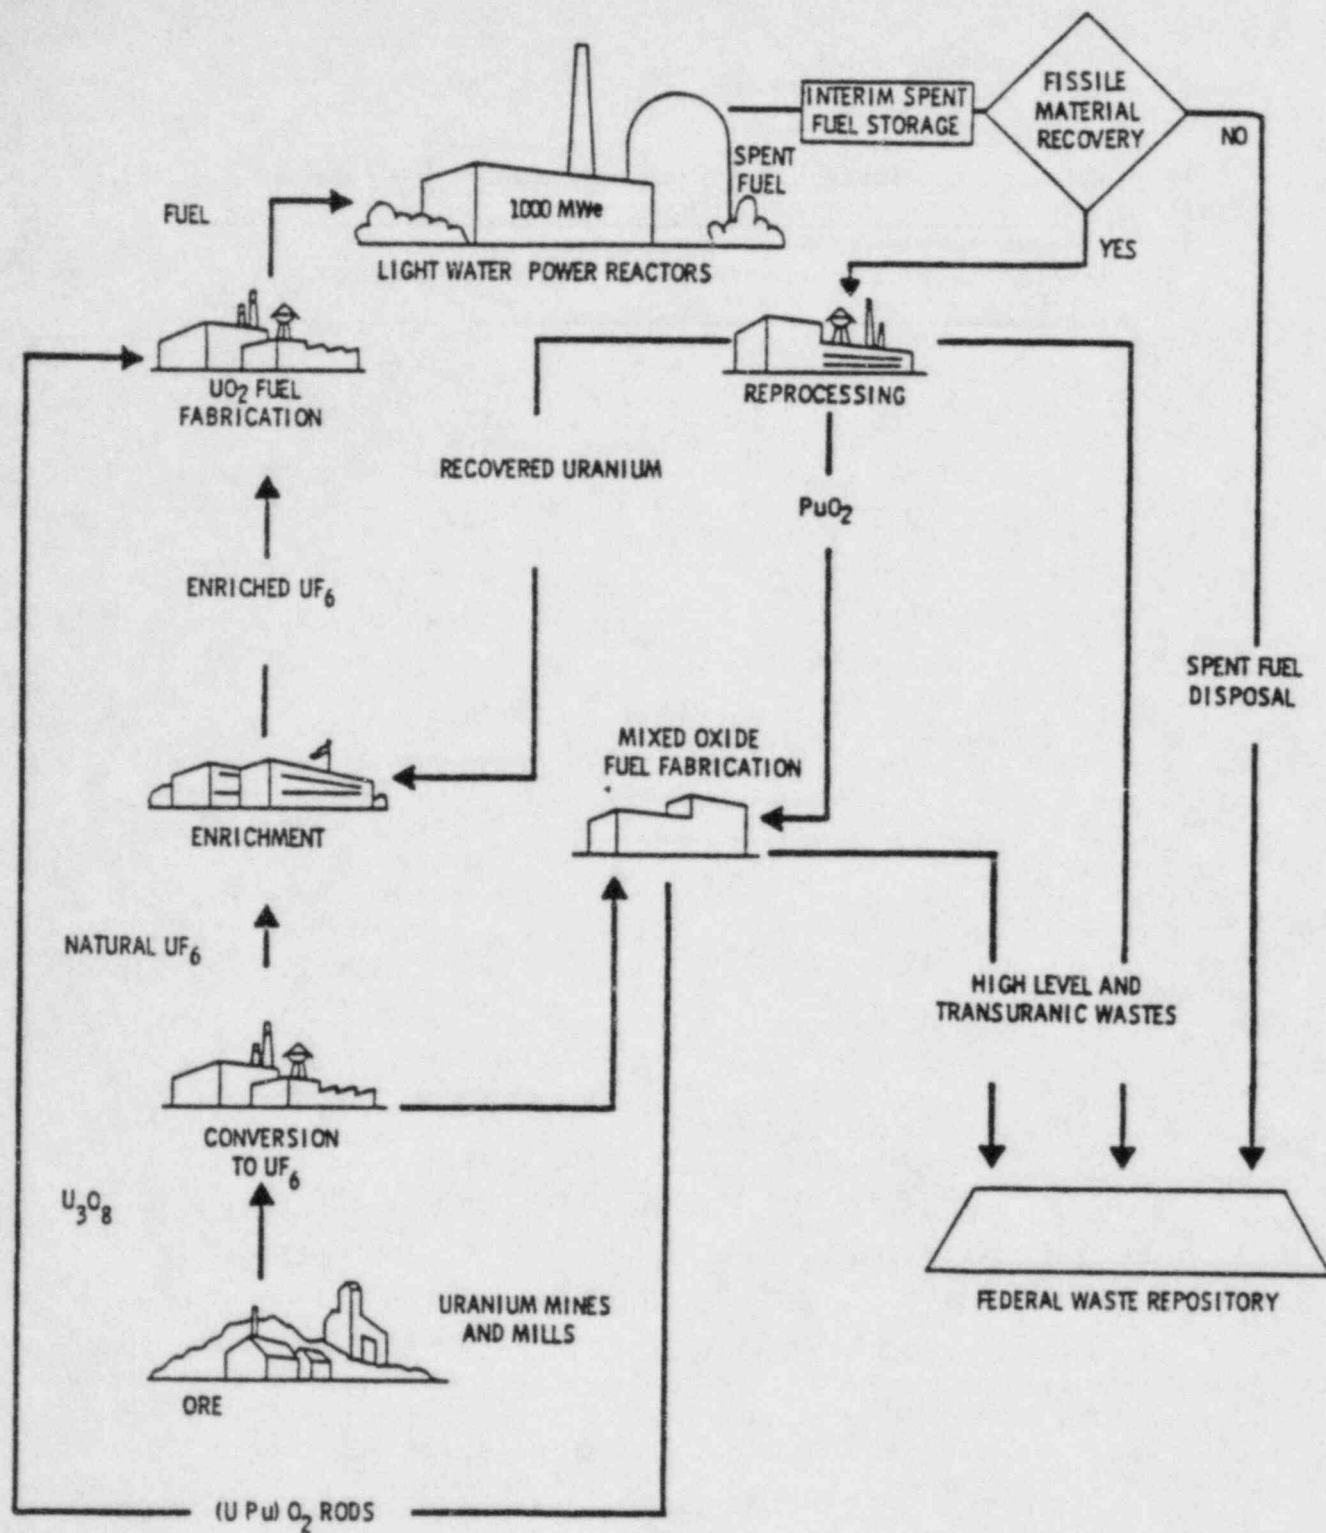 INTERIM SPENT
FUEL STORAGE
FISSILE
MATERIAL
RECOVERY
NO
YES
SPENT
FUEL
1000 MWe
FUEL
LIGHT WATER POWER REACTORS
UO2 FUEL
FABRICATION
REPROCESSING
RECOVERED URANIUM
PuO2
ENRICHED UF6
SPENT FUEL
DISPOSAL
MIXED OXIDE
FUEL FABRICATION
ENRICHMENT
NATURAL UF6
HIGH LEVEL AND
TRANSURANIC WASTES
CONVERSION
TO UF6
U3O8
URANIUM MINES
AND MILLS
ORE
FEDERAL WASTE REPOSITORY
(U Pu) O2 RODS